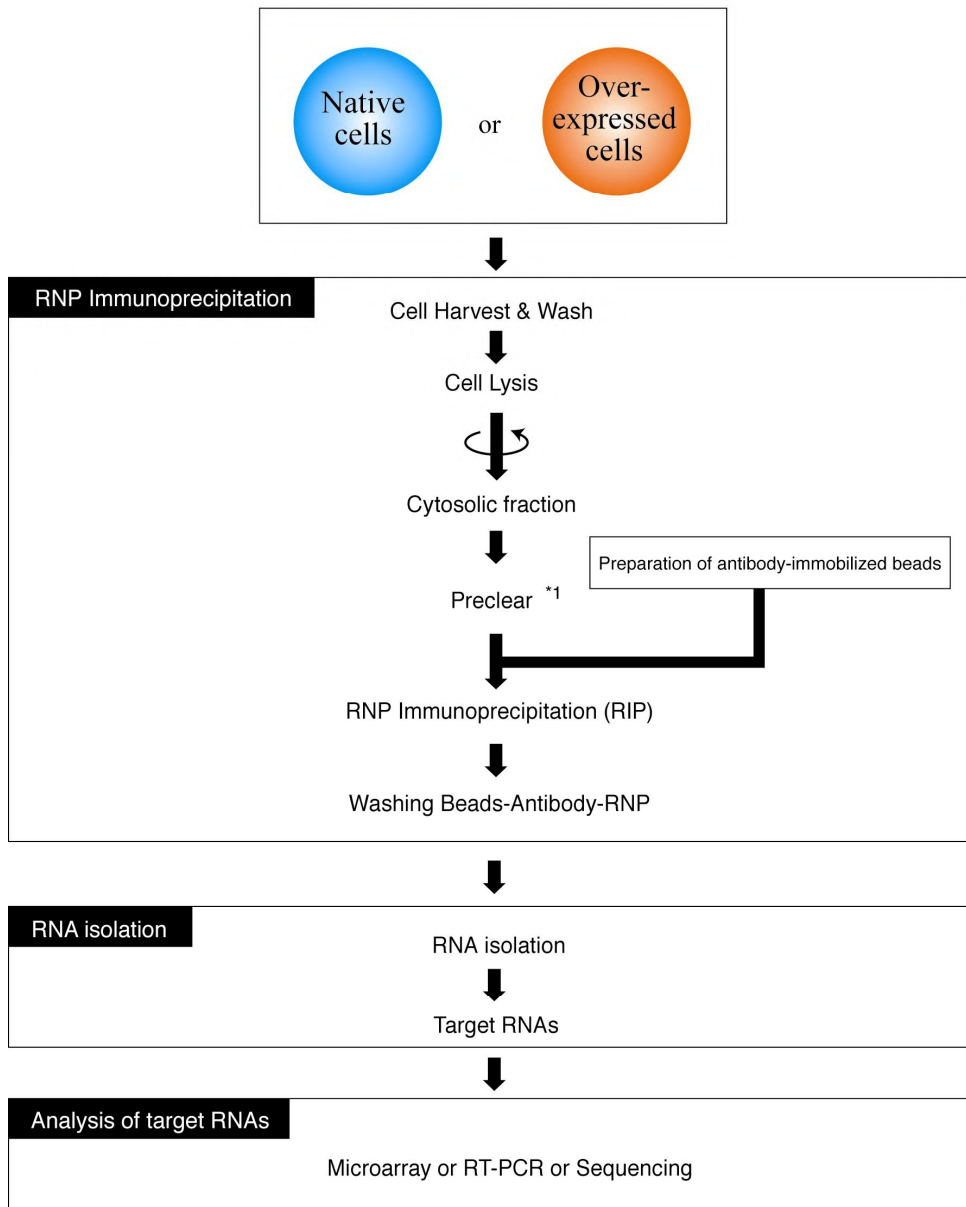 Native
cells
or
Over-
expressed
cells
RNP Immunoprecipitation
Cell Harvest & Wash
Cell Lysis
Cytosolic fraction
Preparation of antibody-immobilized beads
Preclear *1
RNP Immunoprecipitation (RIP)
Washing Beads-Antibody-RNP
RNA isolation
RNA isolation
Target RNAs
Analysis of target RNAs
Microarray or RT-PCR or Sequencing